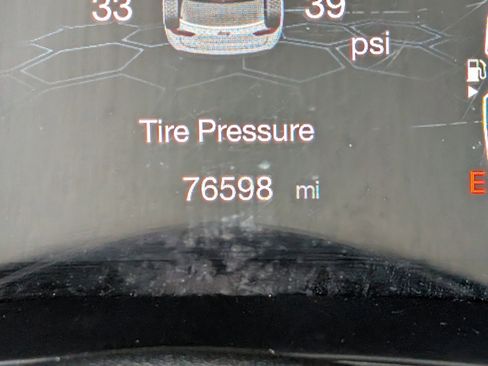 33 39
psi
Tire Pressure
76598 mi
E